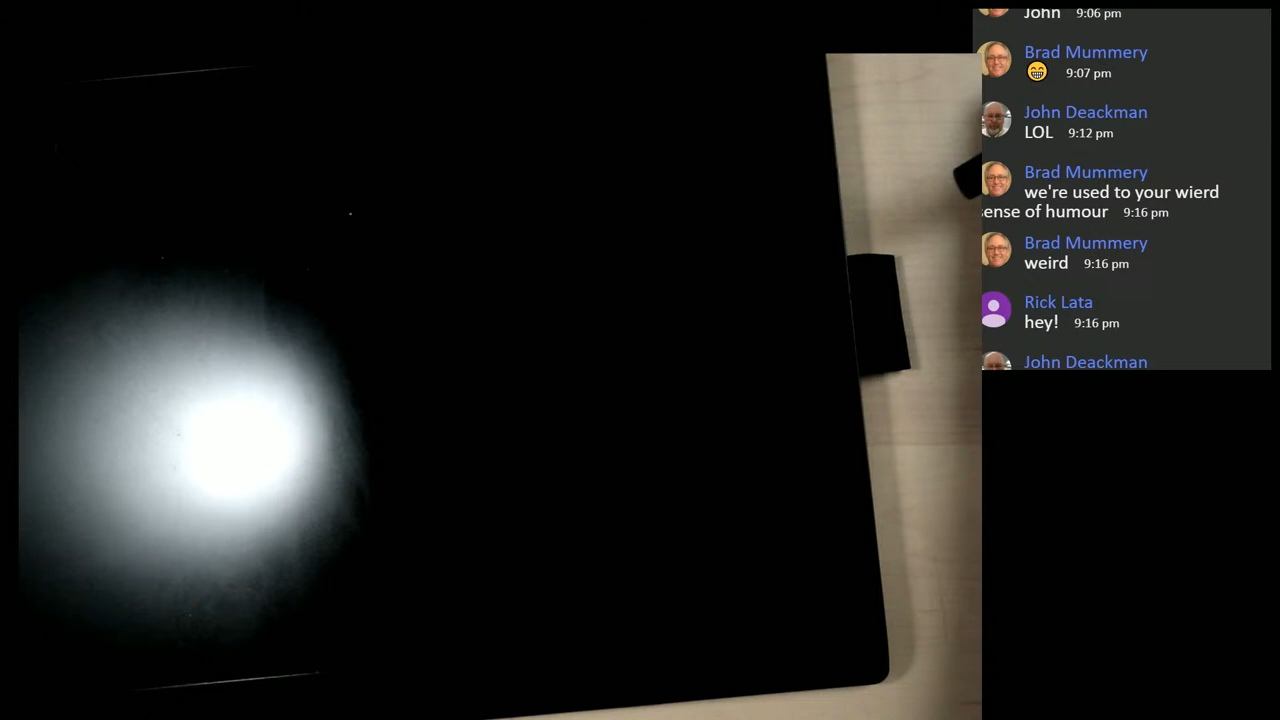 John 9:06 pm
Brad Mummery
😁 9:07 pm
John Deackman
LOL 9:12 pm
Brad Mummery
we're used to your wierd
sense of humour 9:16 pm
Brad Mummery
weird 9:16 pm
Rick Lata
hey! 9:16 pm
John Deackman